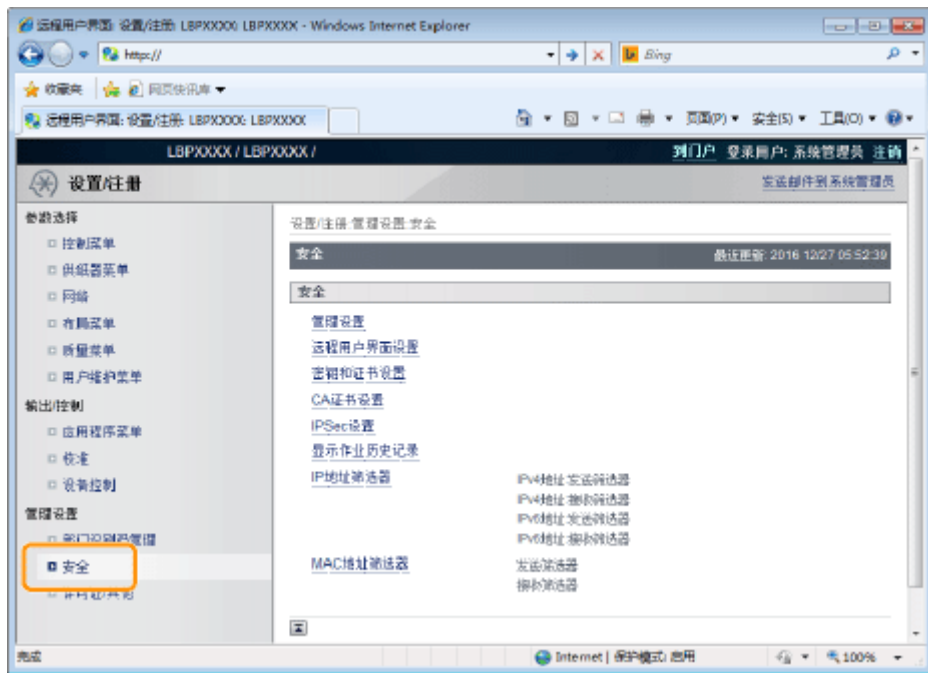 远程用户界面: 设置/注册: LBPXXXX: LBPXXXX - Windows Internet Explorer
http:// Bing
收藏夹 网页快讯库
远程用户界面: 设置/注册: LBPXXXX: LBPXXXX 页面(P) 安全(S) 工具(O)
LBPXXXX / LBPXXXX / 到门户 登录用户: 系统管理员 注销
设置/注册 发送邮件到系统管理员
参数选择
控制菜单
供纸器菜单
网络
布局菜单
质量菜单
用户维护菜单
输出/控制
应用程序菜单
校准
设备控制
管理设置
部门识别码管理
安全
许可证/其他
设置/注册:管理设置:安全
安全 最近更新: 2016 12/27 05:52:39
安全
管理设置
远程用户界面设置
密钥和证书设置
CA证书设置
IPSec设置
显示作业历史记录
IP地址筛选器 IPv4地址:发送筛选器
IPv4地址:接收筛选器
IPv6地址:发送筛选器
IPv6地址:接收筛选器
MAC地址筛选器 发送筛选器
接收筛选器
完成 Internet | 保护模式: 启用 100%